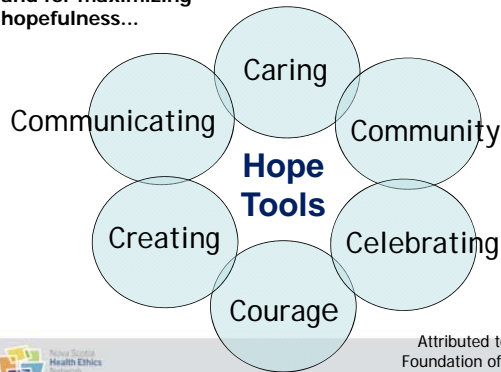 and for maximizing
hopefulness…
Caring
Communicating
Community
Hope
Tools
Creating
Celebrating
Courage
Attributed t
Foundation of
Nova Scotia
Health Ethics
Network